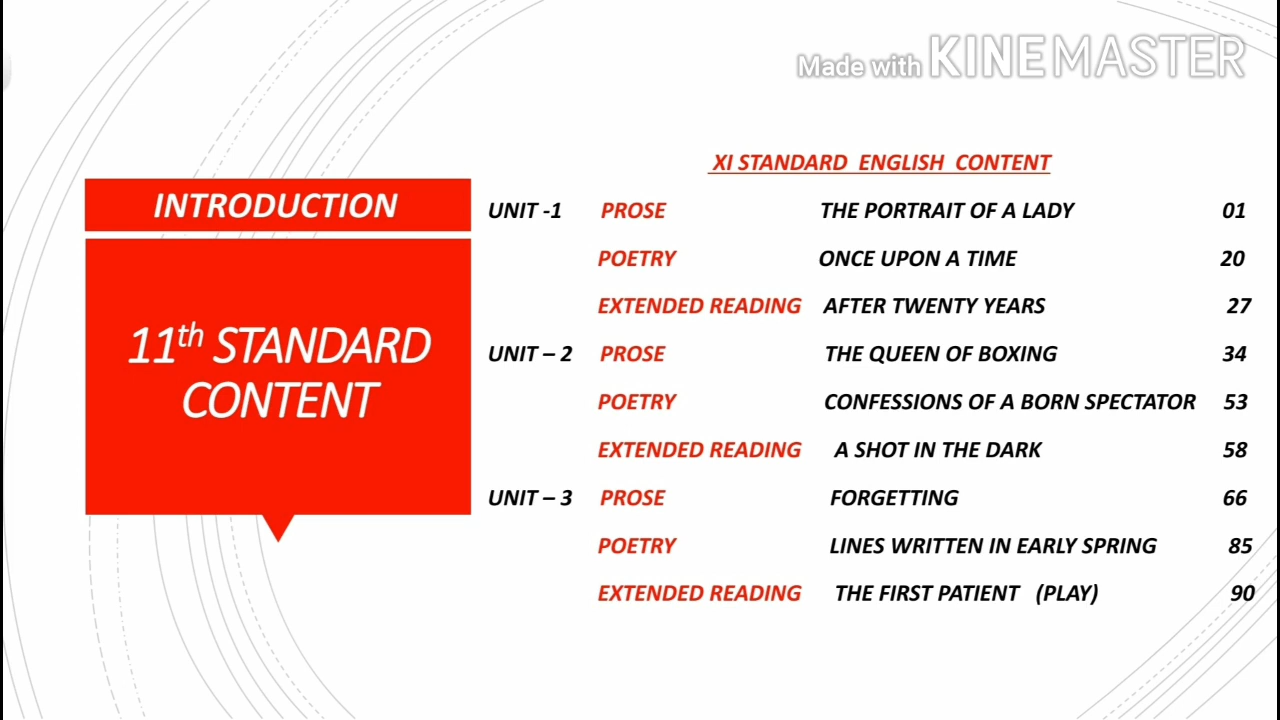 Made with KINEMASTER
XI STANDARD ENGLISH CONTENT
INTRODUCTION
11th STANDARD
CONTENT
UNIT -1 PROSE THE PORTRAIT OF A LADY 01
POETRY ONCE UPON A TIME 20
EXTENDED READING AFTER TWENTY YEARS 27
UNIT – 2 PROSE THE QUEEN OF BOXING 34
POETRY CONFESSIONS OF A BORN SPECTATOR 53
EXTENDED READING A SHOT IN THE DARK 58
UNIT – 3 PROSE FORGETTING 66
POETRY LINES WRITTEN IN EARLY SPRING 85
EXTENDED READING THE FIRST PATIENT (PLAY) 90